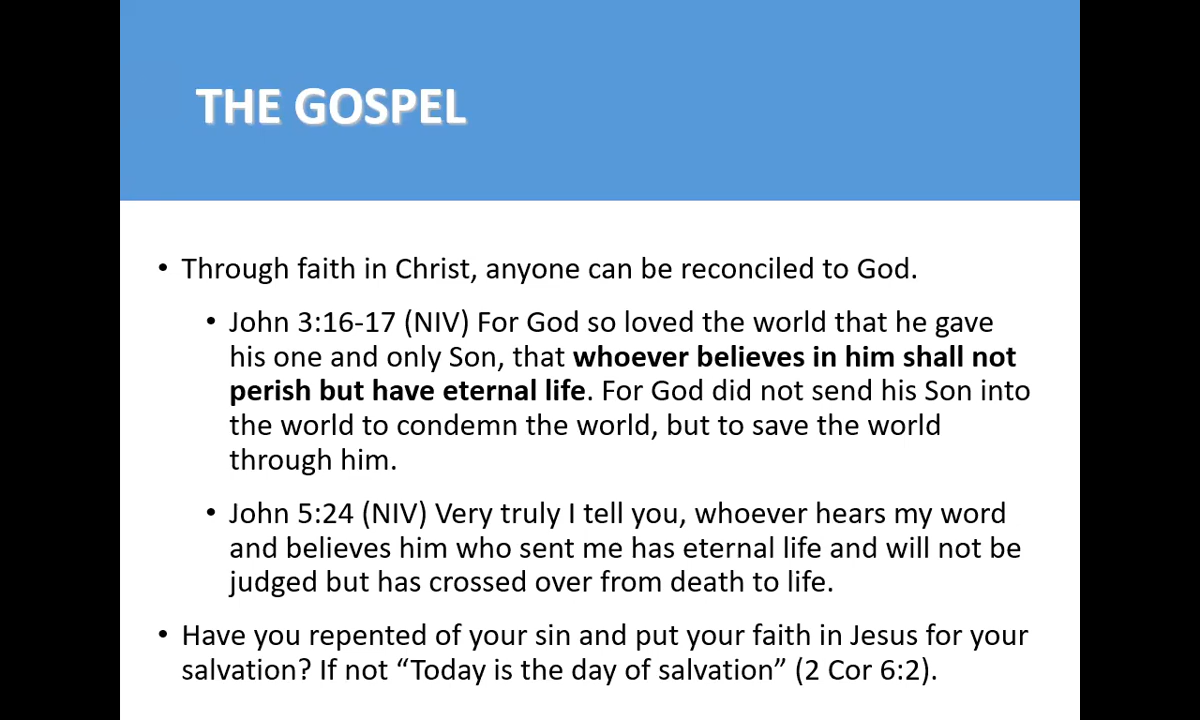 THE GOSPEL
• Through faith in Christ, anyone can be reconciled to God.
• John 3:16-17 (NIV) For God so loved the world that he gave
his one and only Son, that whoever believes in him shall not
perish but have eternal life. For God did not send his Son into
the world to condemn the world, but to save the world
through him.
• John 5:24 (NIV) Very truly I tell you, whoever hears my word
and believes him who sent me has eternal life and will not be
judged but has crossed over from death to life.
• Have you repented of your sin and put your faith in Jesus for your
salvation? If not “Today is the day of salvation” (2 Cor 6:2).